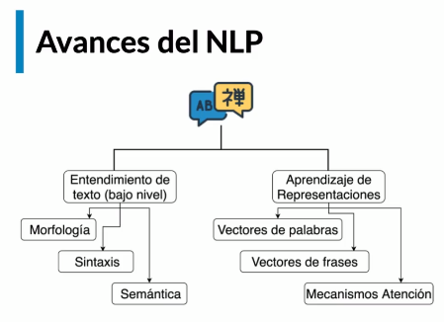 Avances del NLP
AB 禅
Entendimiento de
texto (bajo nivel)
Aprendizaje de
Representaciones
Morfología
Vectores de palabras
Sintaxis
Vectores de frases
Semántica
Mecanismos Atención